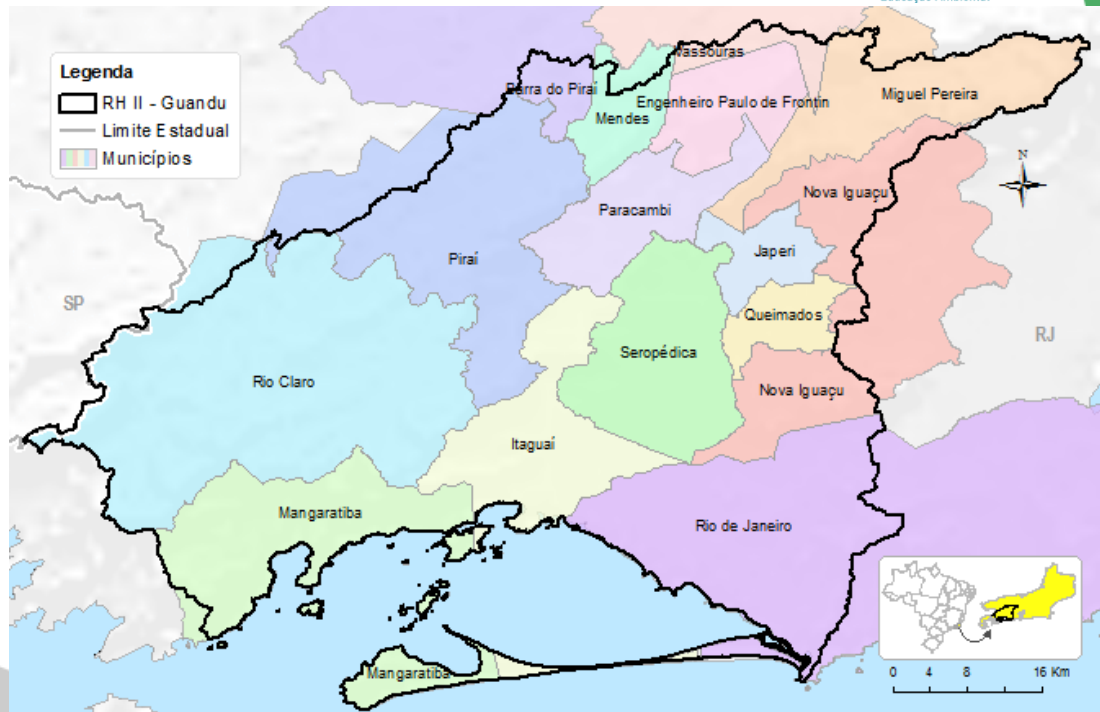 Educação Ambiental
Legenda
RH II - Guandu
Limite Estadual
Municípios
Vassouras
Barra do Piraí
Mendes
Engenheiro Paulo de Frontin
Miguel Pereira
N
Nova Iguaçu
Paracambi
Japeri
Piraí
SP
Queimados
RJ
Seropédica
Rio Claro
Nova Iguaçu
Itaguaí
Mangaratiba
Rio de Janeiro
Mangaratiba
0 4 8 16 Km